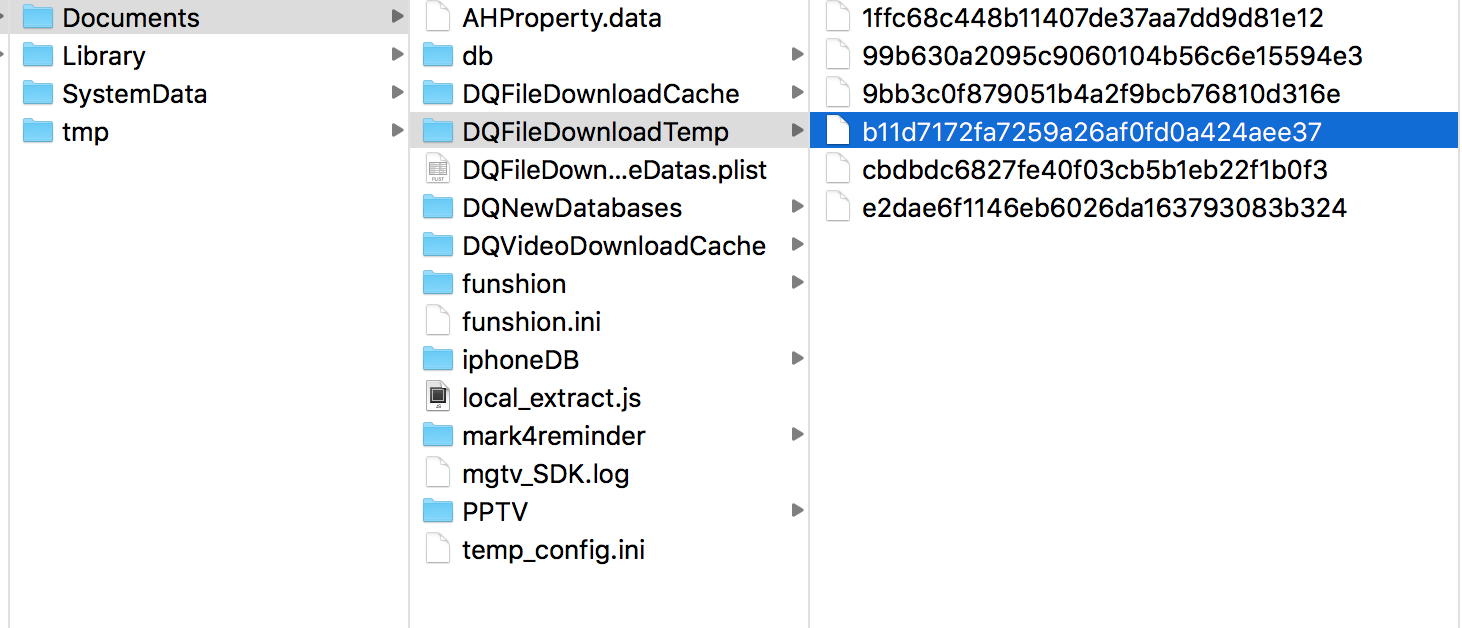 Documents
Library
SystemData
tmp
AHProperty.data
db
DQFileDownloadCache
DQFileDownloadTemp
DQFileDown...eDatas.plist
DQNewDatabases
DQVideoDownloadCache
funshion
funshion.ini
iphoneDB
local_extract.js
mark4reminder
mgtv_SDK.log
PPTV
temp_config.ini
1ffc68c448b11407de37aa7dd9d81e12
99b630a2095c9060104b56c6e15594e3
9bb3c0f879051b4a2f9bcb76810d316e
b11d7172fa7259a26af0fd0a424aee37
cbdbdc6827fe40f03cb5b1eb22f1b0f3
e2dae6f1146eb6026da163793083b324